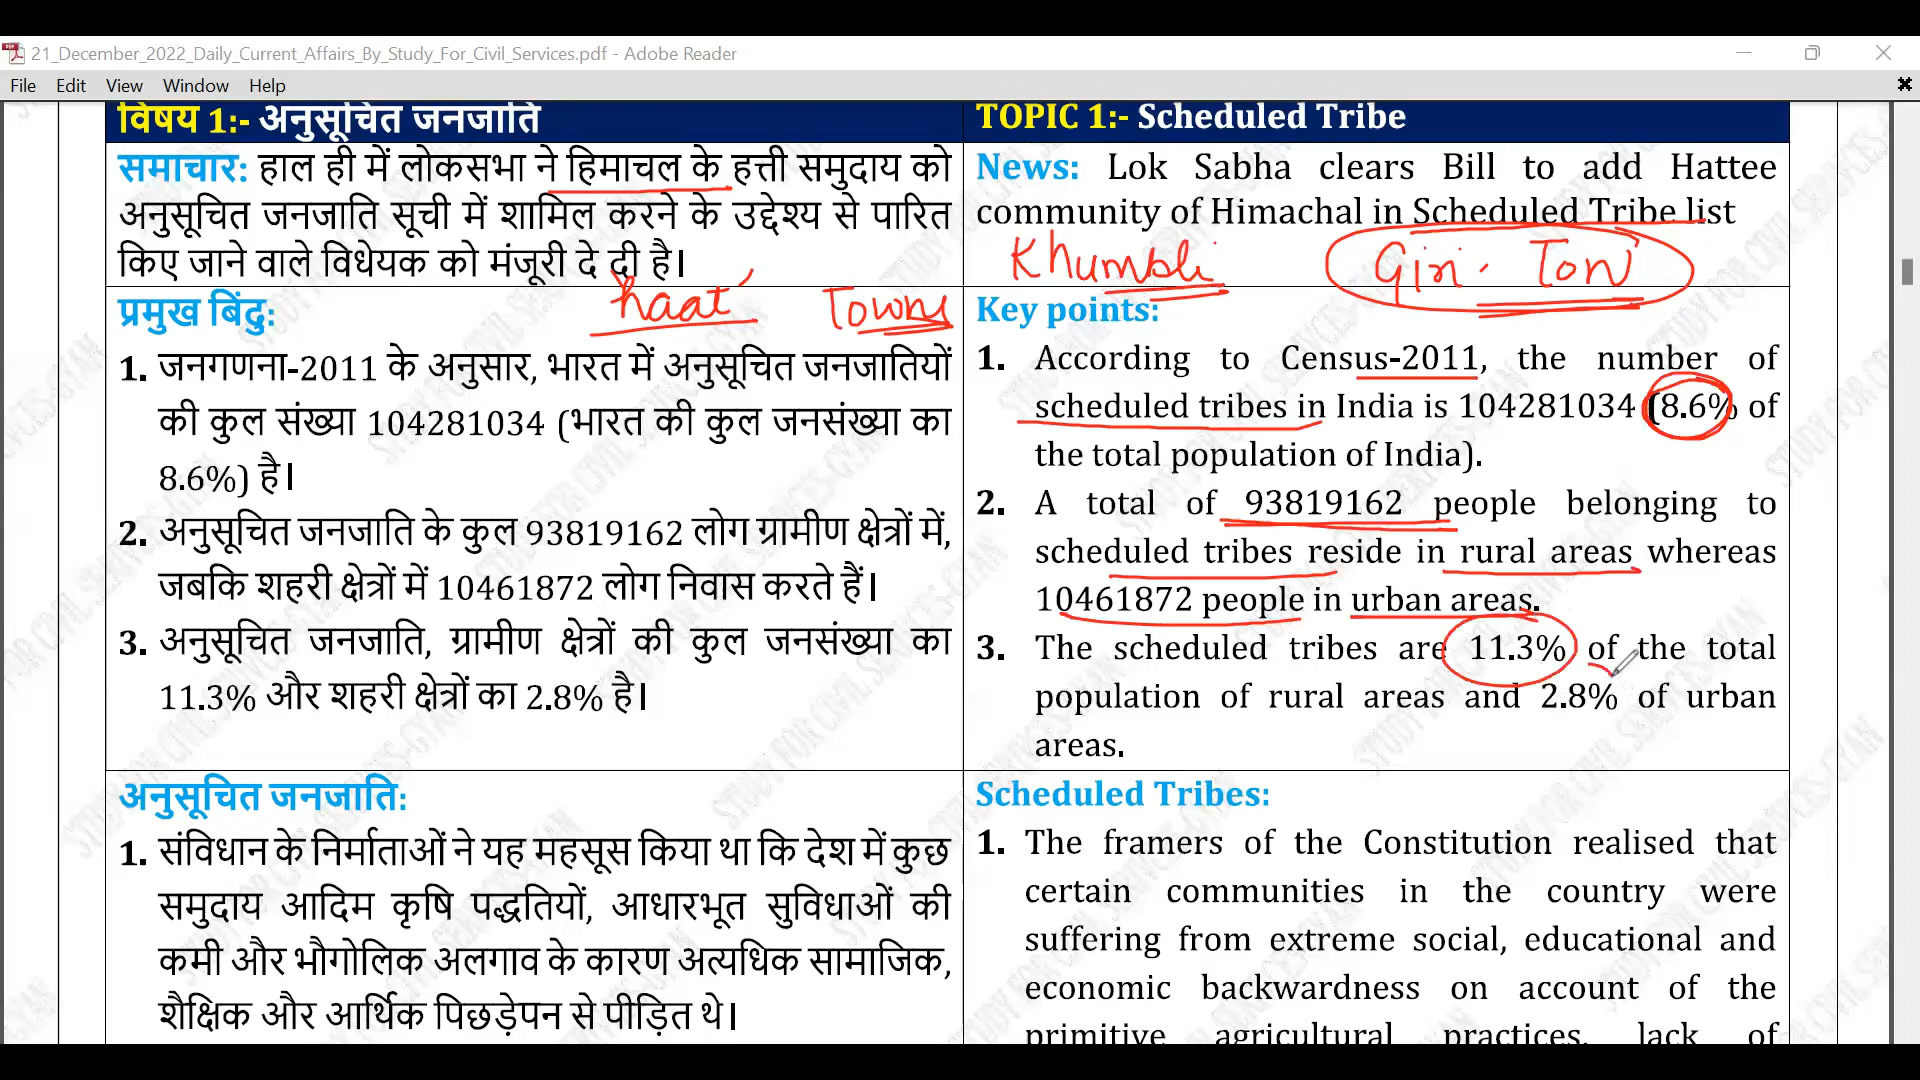 21_December_2022_Daily_Current_Affairs_By_Study_For_Civil_Services.pdf - Adobe Reader
File Edit View Window Help
विषय 1:- अनुसूचित जनजाति
समाचार: हाल ही में लोकसभा ने हिमाचल के हत्ती समुदाय को
अनुसूचित जनजाति सूची में शामिल करने के उद्देश्य से पारित
किए जाने वाले विधेयक को मंजूरी दे दी है।
haat Towns
प्रमुख बिंदु:
1. जनगणना-2011 के अनुसार, भारत में अनुसूचित जनजातियों
की कुल संख्या 104281034 (भारत की कुल जनसंख्या का
8.6%) है।
2. अनुसूचित जनजाति के कुल 93819162 लोग ग्रामीण क्षेत्रों में,
जबकि शहरी क्षेत्रों में 10461872 लोग निवास करते हैं।
3. अनुसूचित जनजाति, ग्रामीण क्षेत्रों की कुल जनसंख्या का
11.3% और शहरी क्षेत्रों का 2.8% है।
अनुसूचित जनजाति:
1. संविधान के निर्माताओं ने यह महसूस किया था कि देश में कुछ
समुदाय आदिम कृषि पद्धतियों, आधारभूत सुविधाओं की
कमी और भौगोलिक अलगाव के कारण अत्यधिक सामाजिक,
शैक्षिक और आर्थिक पिछड़ेपन से पीड़ित थे।
TOPIC 1:- Scheduled Tribe
News: Lok Sabha clears Bill to add Hattee
community of Himachal in Scheduled Tribe list
Khumbli Giri. Ton
Key points:
1. According to Census-2011, the number of
scheduled tribes in India is 104281034 (8.6% of
the total population of India).
2. A total of 93819162 people belonging to
scheduled tribes reside in rural areas whereas
10461872 people in urban areas.
3. The scheduled tribes are 11.3% of the total
population of rural areas and 2.8% of urban
areas.
Scheduled Tribes:
1. The framers of the Constitution realised that
certain communities in the country were
suffering from extreme social, educational and
economic backwardness on account of the
primitive agricultural practices, lack of